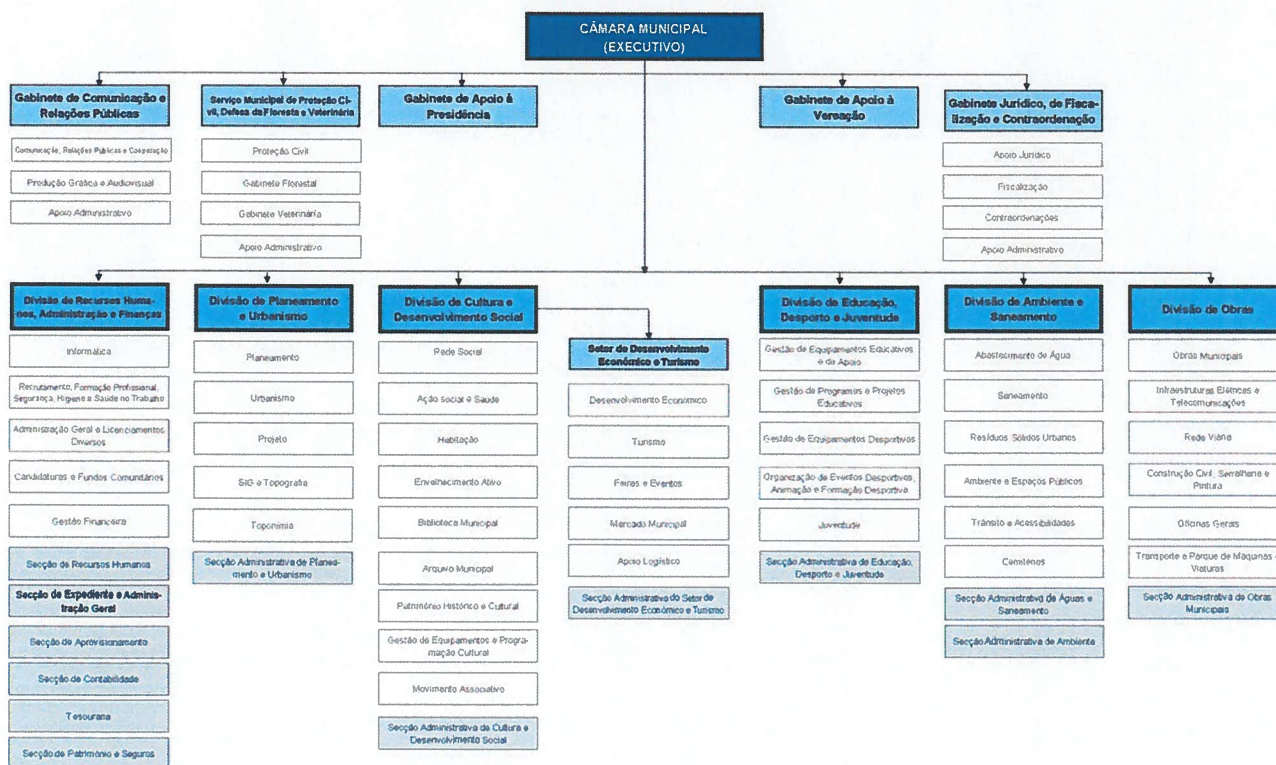 CÂMARA MUNICIPAL
(EXECUTIVO)
Gabinete de Comunicação e
Relações Públicas
Comunicação, Relações Públicas e Cooperação
Produção Gráfica e Audiovisual
Apoio Administrativo
Serviço Municipal de Proteção Ci-
vil, Defesa da Floresta e Veterinária
Proteção Civil
Gabinete Florestal
Gabinete Veterinária
Apoio Administrativo
Gabinete de Apoio à
Presidência
Gabinete de Apoio à
Vereação
Gabinete Jurídico, de Fisca-
lização e Contraordenação
Apoio Jurídico
Fiscalização
Contraordenações
Apoio Administrativo
Divisão de Recursos Huma-
nos, Administração e Finanças
Informática
Recrutamento, Formação Profissional,
Segurança, Higiene e Saúde no Trabalho
Administração Geral e Licenciamentos
Diversos
Candidaturas e Fundos Comunitários
Gestão Financeira
Secção de Recursos Humanos
Secção de Expediente e Adminis-
tração Geral
Secção de Aprovisionamento
Secção de Contabilidade
Tesouraria
Secção de Património e Seguros
Divisão de Planeamento
e Urbanismo
Planeamento
Urbanismo
Projeto
SIG e Topografia
Toponímia
Secção Administrativa de Planea-
mento e Urbanismo
Divisão de Cultura e
Desenvolvimento Social
Rede Social
Ação social e Saúde
Habitação
Envelhecimento Ativo
Biblioteca Municipal
Arquivo Municipal
Património Histórico e Cultural
Gestão de Equipamentos e Progra-
mação Cultural
Movimento Associativo
Secção Administrativa de Cultura e
Desenvolvimento Social
Setor de Desenvolvimento
Económico e Turismo
Desenvolvimento Económico
Turismo
Feiras e Eventos
Mercado Municipal
Apoio Logístico
Secção Administrativa do Setor de
Desenvolvimento Económico e Turismo
Divisão de Educação,
Desporto e Juventude
Gestão de Equipamentos Educativos
e de Apoio
Gestão de Programas e Projetos
Educativos
Gestão de Equipamentos Desportivos
Organização de Eventos Desportivos,
Animação e Formação Desportiva
Juventude
Secção Administrativa de Educação,
Desporto e Juventude
Divisão de Ambiente e
Saneamento
Abastecimento de Água
Saneamento
Resíduos Sólidos Urbanos
Ambiente e Espaços Públicos
Trânsito e Acessibilidades
Cemitérios
Secção Administrativa de Águas e
Saneamento
Secção Administrativa de Ambiente
Divisão de Obras
Obras Municipais
Infraestruturas Elétricas e
Telecomunicações
Rede Viária
Construção Civil, Serralharia e
Pintura
Oficinas Gerais
Transporte e Parque de Máquinas e
Viaturas
Secção Administrativa de Obras
Municipais